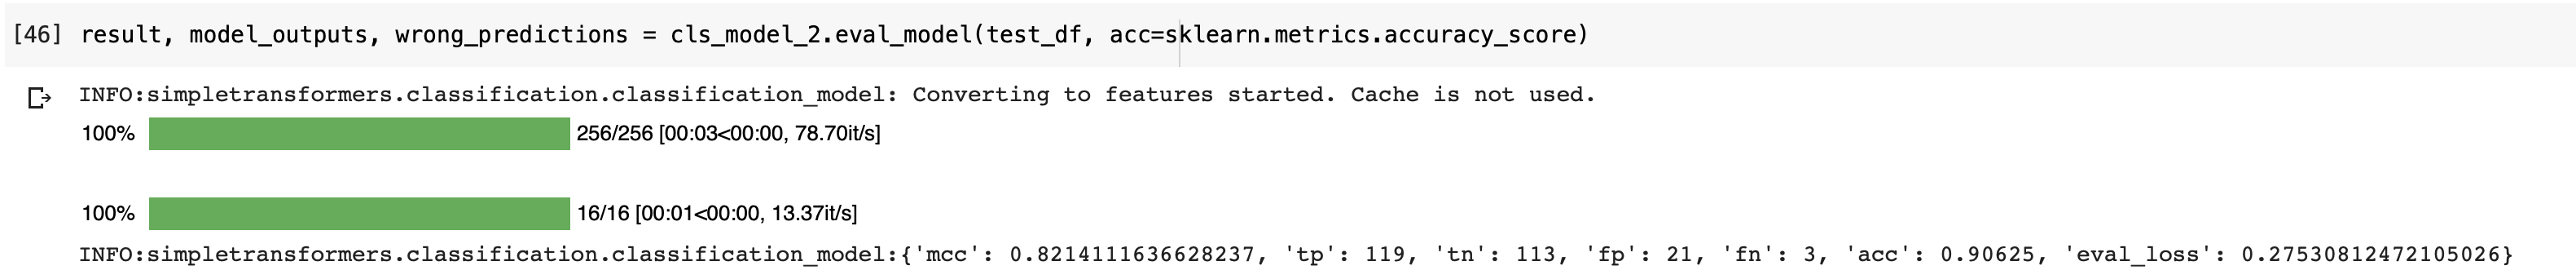 [46] result, model_outputs, wrong_predictions = cls_model_2.eval_model(test_df, acc=sklearn.metrics.accuracy_score)
INFO:simpletransformers.classification.classification_model: Converting to features started. Cache is not used.
100% 256/256 [00:03<00:00, 78.70it/s]
100% 16/16 [00:01<00:00, 13.37it/s]
INFO:simpletransformers.classification.classification_model:{'mcc': 0.8214111636628237, 'tp': 119, 'tn': 113, 'fp': 21, 'fn': 3, 'acc': 0.90625, 'eval_loss': 0.27530812472105026}